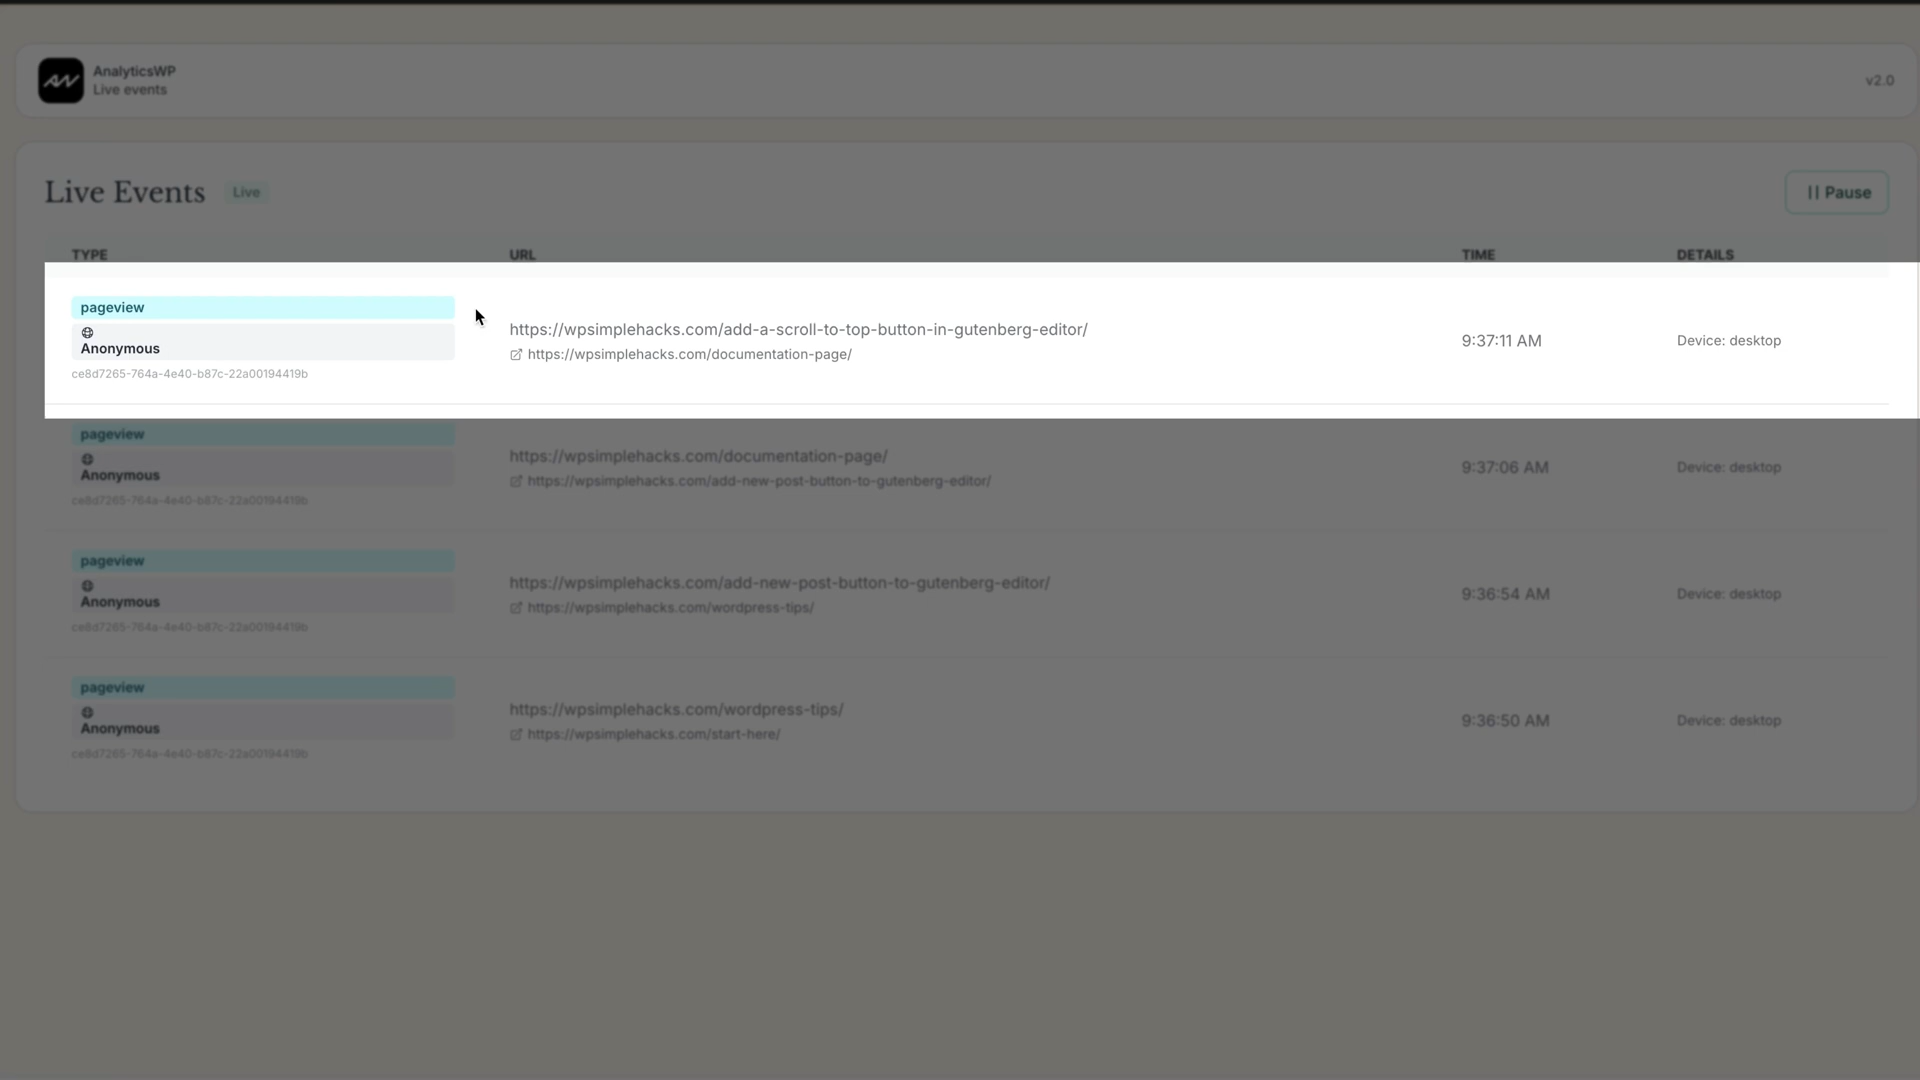 AnalyticsWP
Live events
v2.0
Live Events
Live
Pause
TYPE URL TIME DETAILS
pageview
Anonymous
ce8d7265-764a-4e40-b87c-22a00194419b
https://wpsimplehacks.com/add-a-scroll-to-top-button-in-gutenberg-editor/
https://wpsimplehacks.com/documentation-page/
9:37:11 AM
Device: desktop
pageview
Anonymous
ce8d7265-764a-4e40-b87c-22a00194419b
https://wpsimplehacks.com/documentation-page/
https://wpsimplehacks.com/add-new-post-button-to-gutenberg-editor/
9:37:06 AM
Device: desktop
pageview
Anonymous
ce8d7265-764a-4e40-b87c-22a00194419b
https://wpsimplehacks.com/add-new-post-button-to-gutenberg-editor/
https://wpsimplehacks.com/wordpress-tips/
9:36:54 AM
Device: desktop
pageview
Anonymous
ce8d7265-764a-4e40-b87c-22a00194419b
https://wpsimplehacks.com/wordpress-tips/
https://wpsimplehacks.com/start-here/
9:36:50 AM
Device: desktop